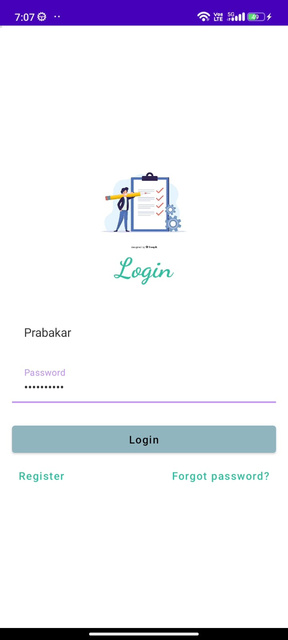 7:07
Login
Prabakar
Password
••••••••••
Login
Register Forgot password?